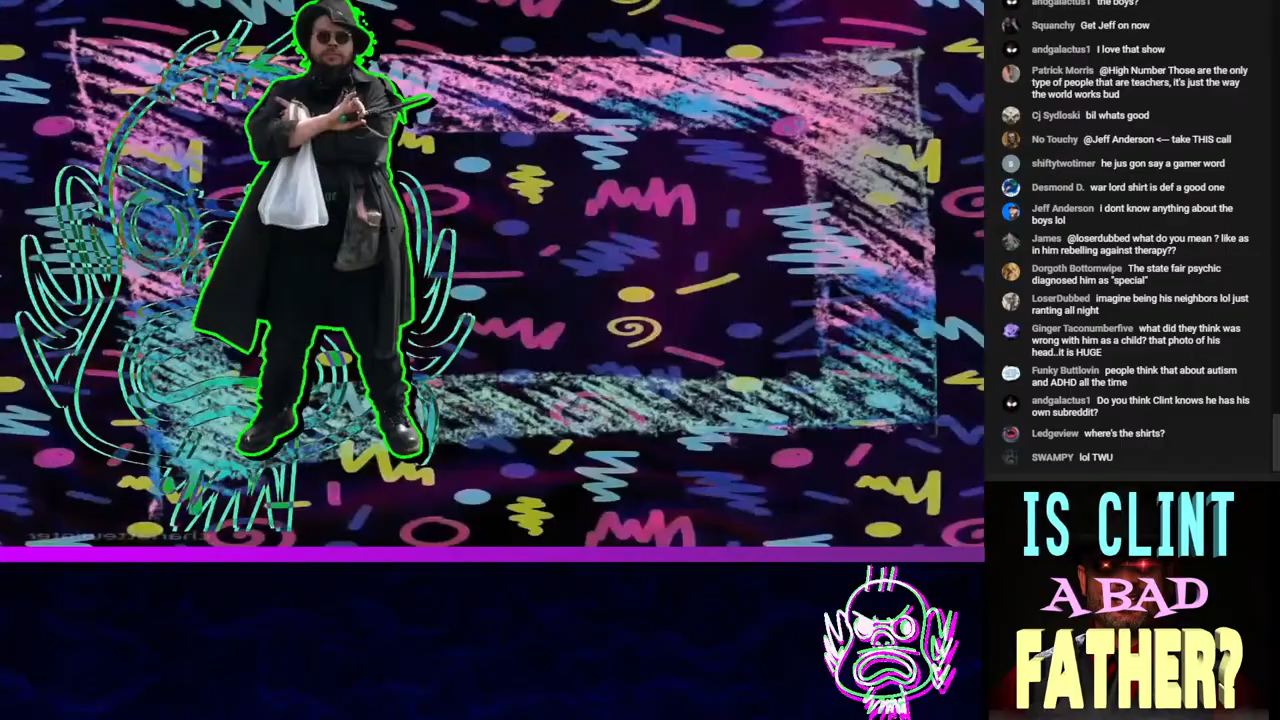 andgalactus1 the boys?
Squanchy Get Jeff on now
andgalactus1 I love that show
Patrick Morris @High Number Those are the only
type of people that are teachers, it's just the way
the world works bud
Cj Sydloski bil whats good
No Touchy @Jeff Anderson <— take THIS call
shiftytwotimer he jus gon say a gamer word
Desmond D. war lord shirt is def a good one
Jeff Anderson i dont know anything about the
boys lol
James @loserdubbed what do you mean ? like as
in him rebelling against therapy??
Dorgoth Bottomwipe The state fair psychic
diagnosed him as "special"
LoserDubbed imagine being his neighbors lol just
ranting all night
Ginger Taconumberfive what did they think was
wrong with him as a child? that photo of his
head..it is HUGE
Funky Buttlovin people think that about autism
and ADHD all the time
andgalactus1 Do you think Clint knows he has his
own subreddit?
Ledgeview where's the shirts?
SWAMPY lol TWU
IS CLINT
A BAD
FATHER?